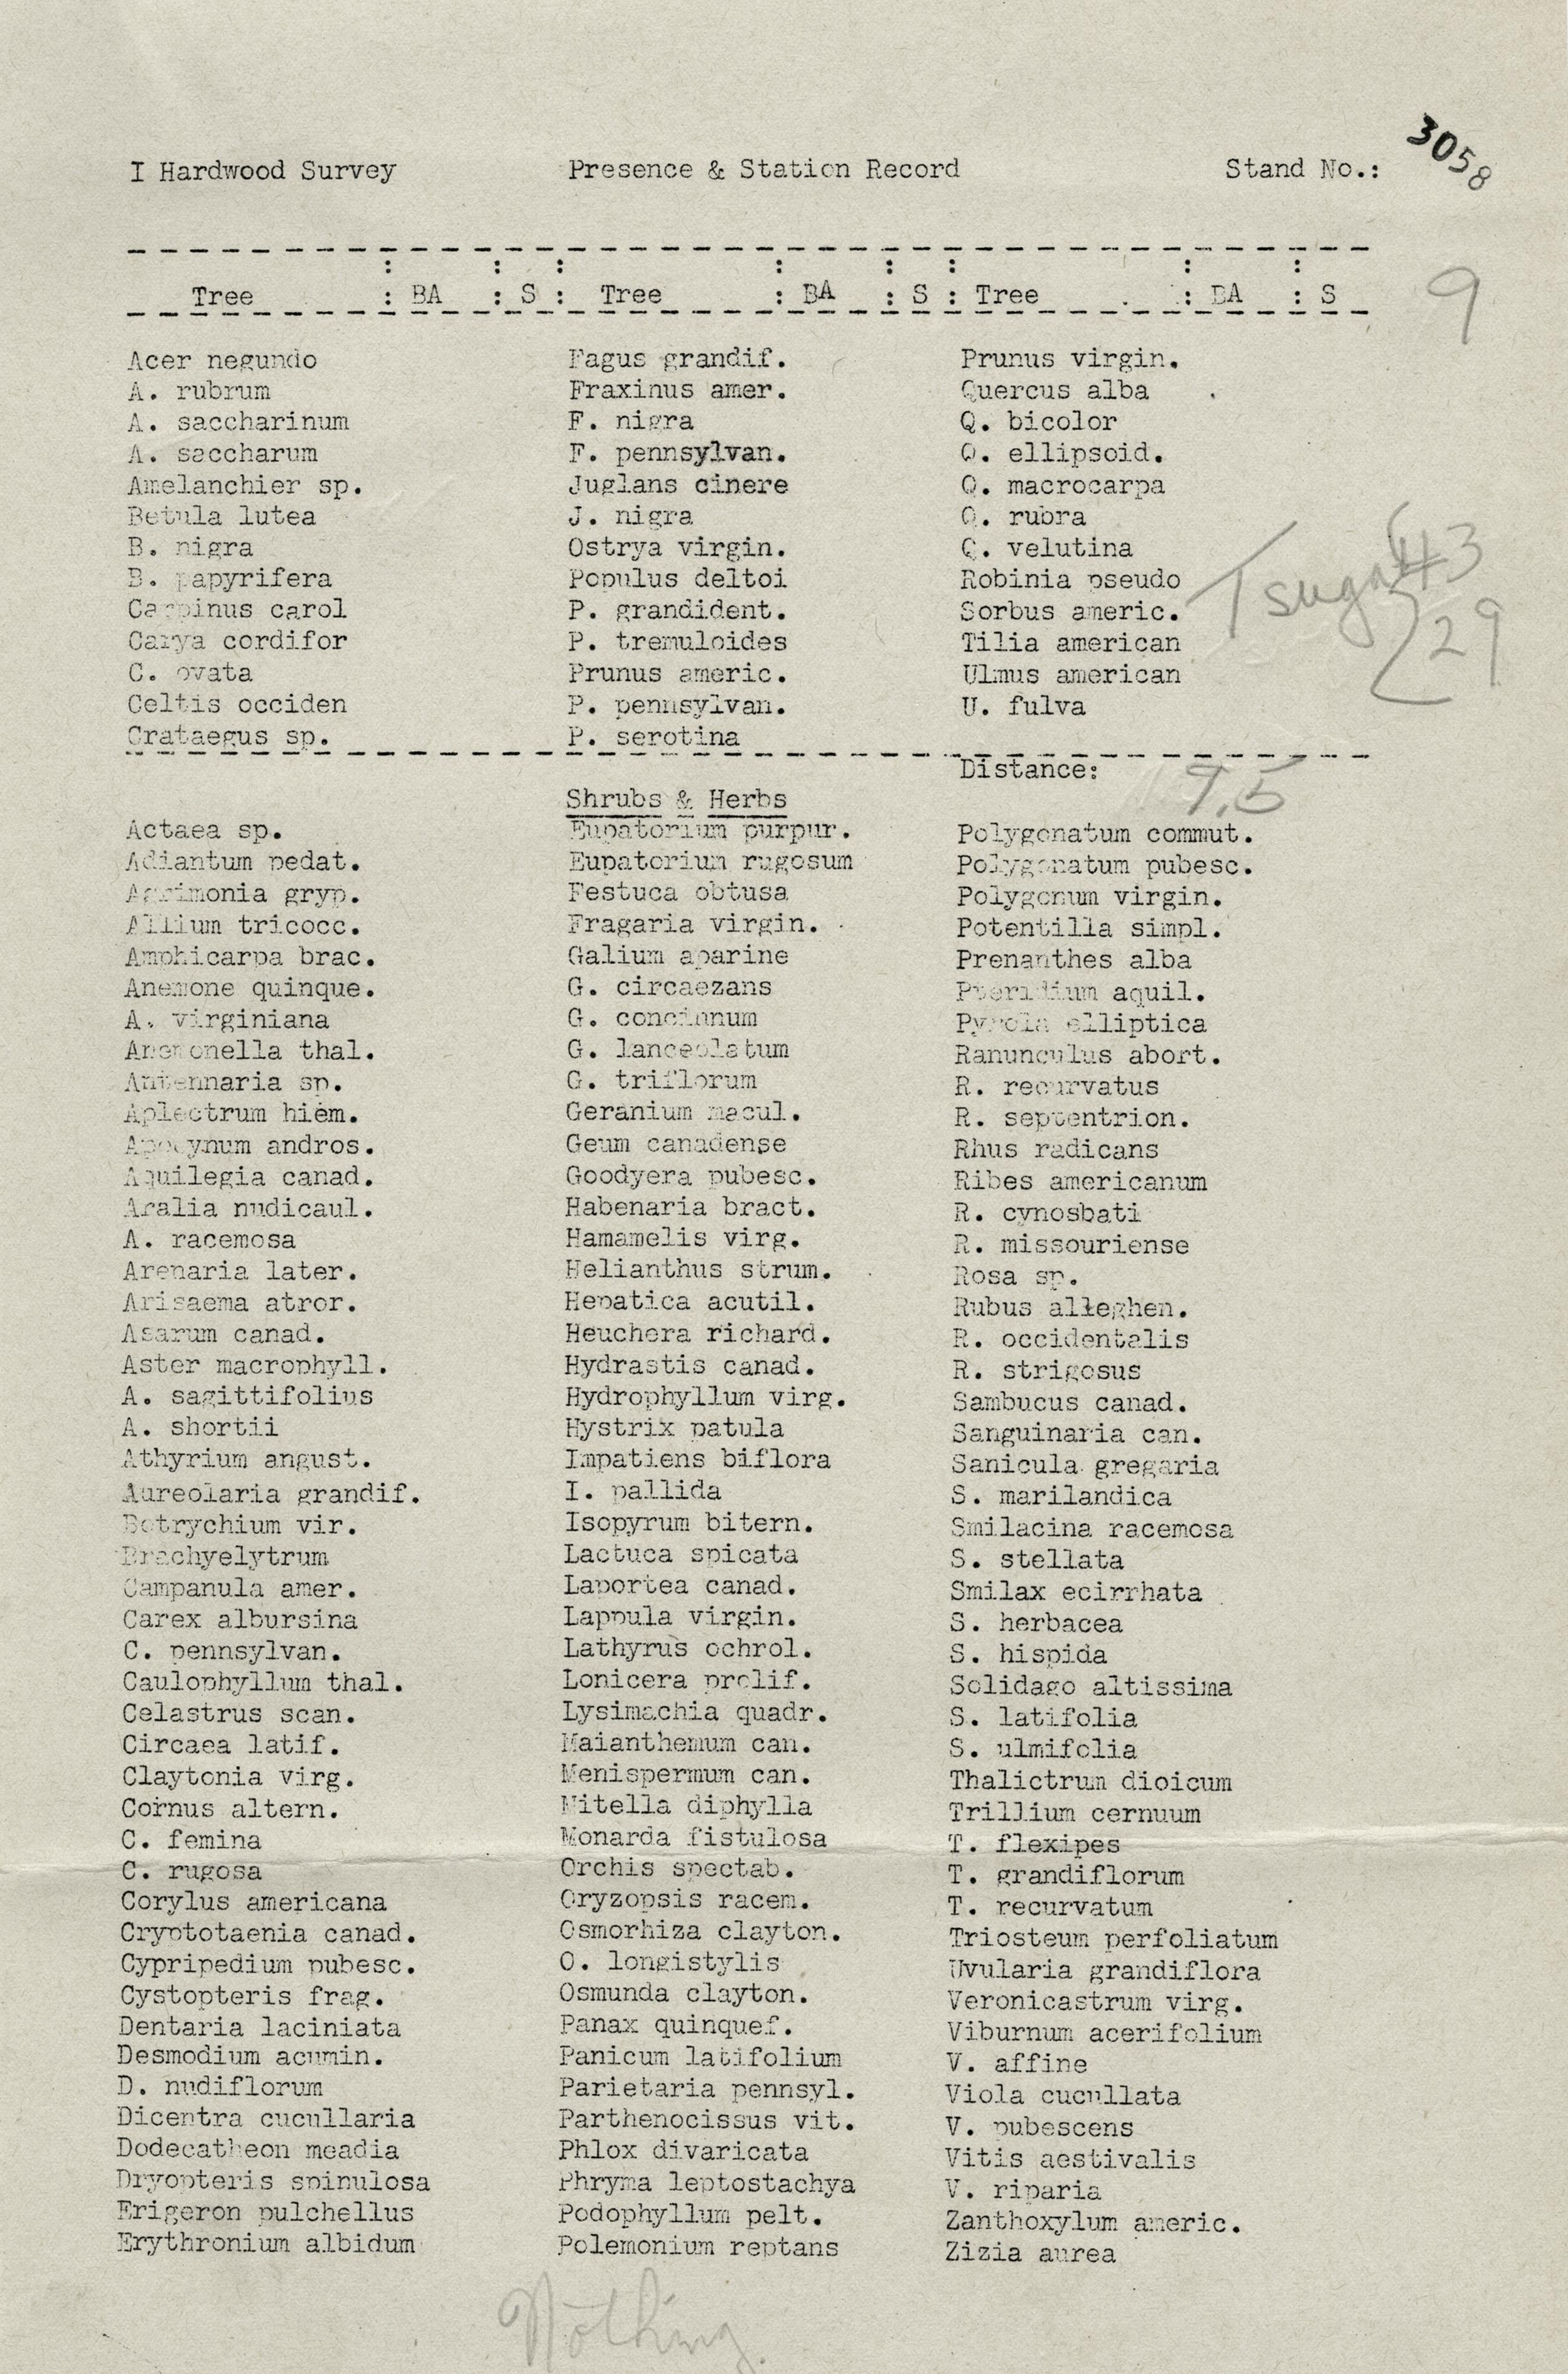 I Hardwood Survey Presence & Station Record Stand No.: 3058
Tree : BA : S : Tree : BA : S : Tree : BA : S
9
Acer negundo Fagus grandif. Prunus virgin.
A. rubrum Fraxinus amer. Quercus alba
A. saccharinum F. nigra Q. bicolor
A. saccharum F. pennsylvan. Q. ellipsoid.
Amelanchier sp. Juglans cinere Q. macrocarpa
Betula lutea J. nigra Q. rubra
B. nigra Ostrya virgin. Q. velutina
B. papyrifera Populus deltoi Robinia pseudo
Carpinus carol P. grandident. Sorbus americ.
Carya cordifor P. tremuloides Tilia american
C. ovata Prunus americ. Ulmus american
Celtis occiden P. pennsylvan. U. fulva
Crataegus sp. P. serotina
Tsuga #3
29
Distance: 9.5
Shrubs & Herbs
Actaea sp. Eupatorium purpur. Polygonatum commut.
Adiantum pedat. Eupatorium rugosum Polygonatum pubesc.
Agrimonia gryp. Festuca obtusa Polygonum virgin.
Allium tricocc. Fragaria virgin. Potentilla simpl.
Amphicarpa brac. Galium aparine Prenanthes alba
Anemone quinque. G. circaezans Pteridium aquil.
A. virginiana G. concinnum Pyrola elliptica
Anemonella thal. G. lanceolatum Ranunculus abort.
Antennaria sp. G. triflorum R. recurvatus
Aplectrum hiem. Geranium macul. R. septentrion.
Apocynum andros. Geum canadense Rhus radicans
Aquilegia canad. Goodyera pubesc. Ribes americanum
Aralia nudicaul. Habenaria bract. R. cynosbati
A. racemosa Hamamelis virg. R. missouriense
Arenaria later. Helianthus strum. Rosa sp.
Arisaema atror. Hepatica acutil. Rubus alleghen.
Asarum canad. Heuchera richard. R. occidentalis
Aster macrophyll. Hydrastis canad. R. strigosus
A. sagittifolius Hydrophyllum virg. Sambucus canad.
A. shortii Hystrix patula Sanguinaria can.
Athyrium angust. Impatiens biflora Sanicula gregaria
Aureolaria grandif. I. pallida S. marilandica
Botrychium vir. Isopyrum bitern. Smilacina racemosa
Brachyelytrum Lactuca spicata S. stellata
Campanula amer. Laportea canad. Smilax ecirrhata
Carex albursina Lappula virgin. S. herbacea
C. pennsylvan. Lathyrus ochrol. S. hispida
Caulophyllum thal. Lonicera prolif. Solidago altissima
Celastrus scan. Lysimachia quadr. S. latifolia
Circaea latif. Maianthemum can. S. ulmifolia
Claytonia virg. Menispermum can. Thalictrum dioicum
Cornus altern. Mitella diphylla Trillium cernuum
C. femina Monarda fistulosa T. flexipes
C. rugosa Orchis spectab. T. grandiflorum
Corylus americana Oryzopsis racem. T. recurvatum
Cryptotaenia canad. Osmorhiza clayton. Triosteum perfoliatum
Cypripedium pubesc. O. longistylis Uvularia grandiflora
Cystopteris frag. Osmunda clayton. Veronicastrum virg.
Dentaria laciniata Panax quinquef. Viburnum acerifolium
Desmodium acumin. Panicum latifolium V. affine
D. nudiflorum Parietaria pennsyl. Viola cucullata
Dicentra cucullaria Parthenocissus vit. V. pubescens
Dodecatheon meadia Phlox divaricata Vitis aestivalis
Dryopteris spinulosa Phryma leptostachya V. riparia
Erigeron pulchellus Podophyllum pelt. Zanthoxylum americ.
Erythronium albidum Polemonium reptans Zizia aurea
Nothing